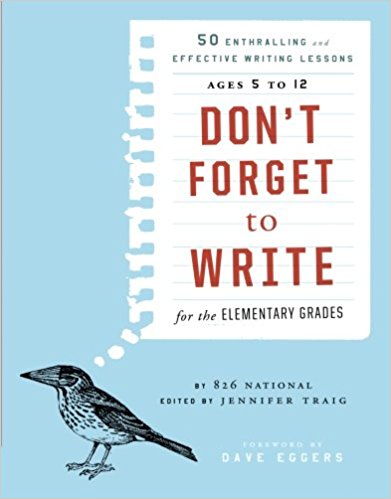 50 ENTHRALLING and
EFFECTIVE WRITING LESSONS
AGES 5 TO 12
DON'T
FORGET
to
WRITE
for the ELEMENTARY GRADES
BY 826 NATIONAL
EDITED BY JENNIFER TRAIG
FOREWORD BY
DAVE EGGERS